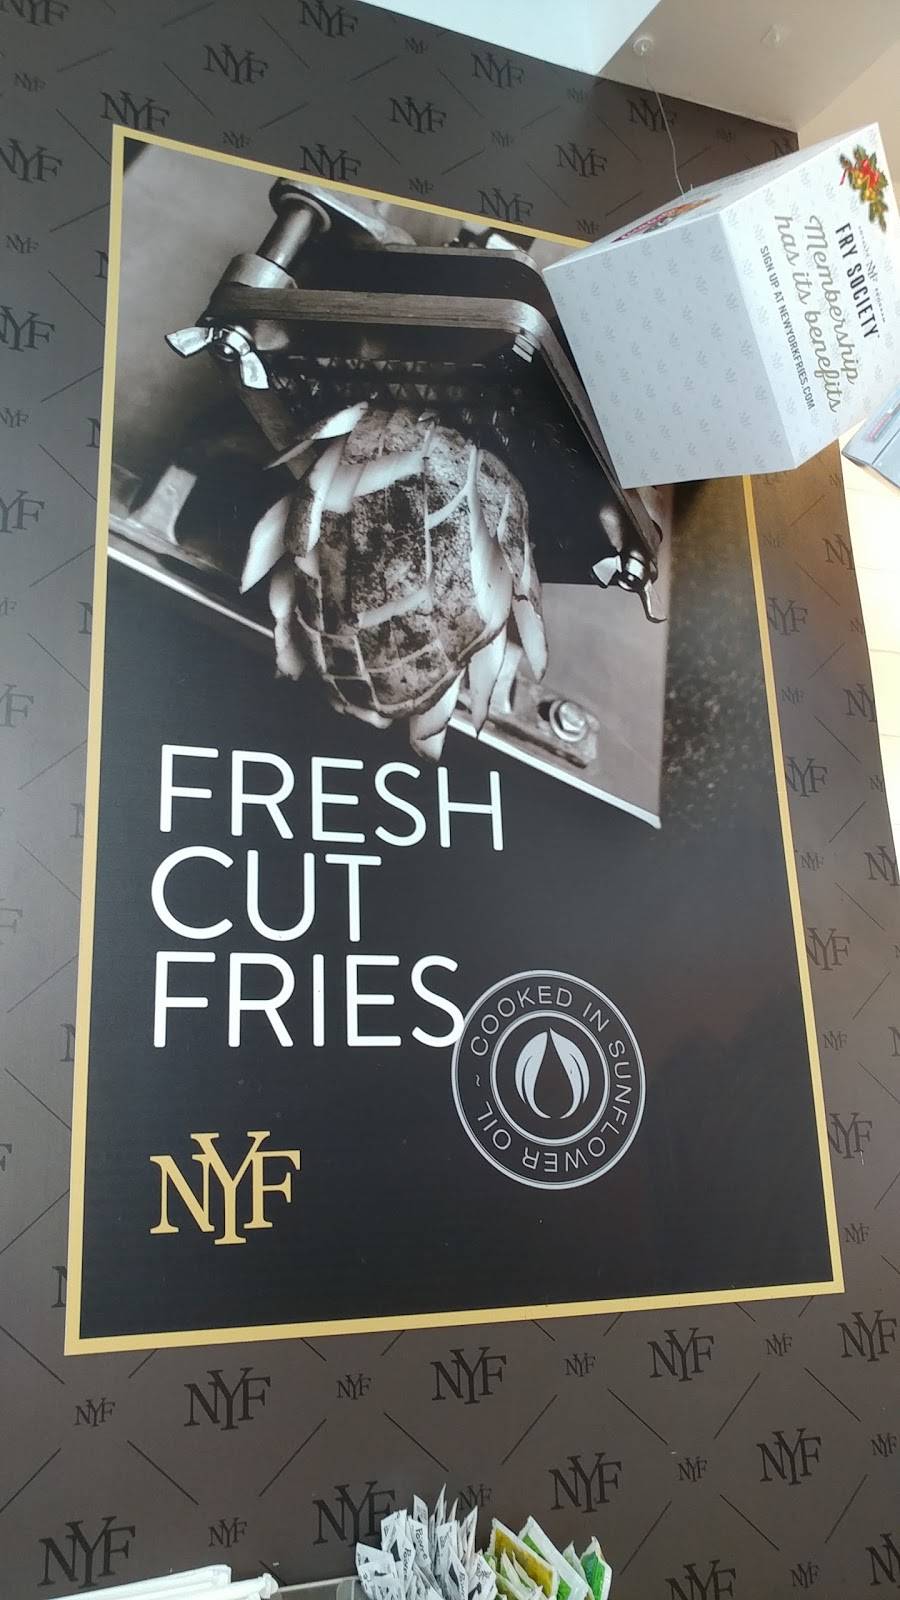 FRESH
CUT
FRIES
COOKED IN SUNFLOWER OIL ~
NYF
FRY SOCIETY
Membership
has its benefits
SIGN UP AT NEWYORKFRIES.COM